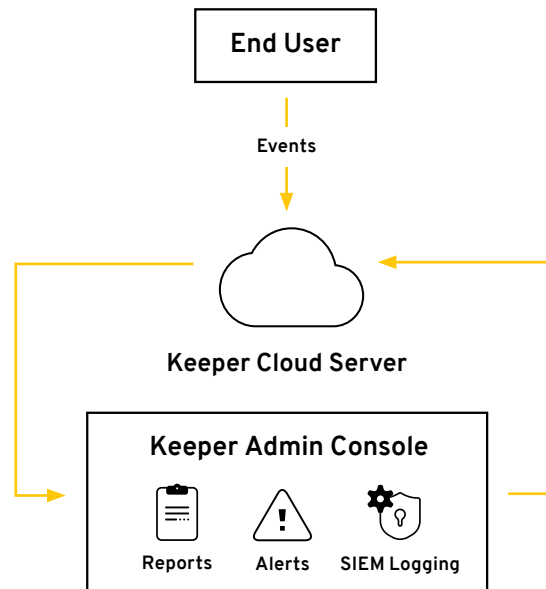 End User
Events
Keeper Cloud Server
Keeper Admin Console
Reports Alerts SIEM Logging